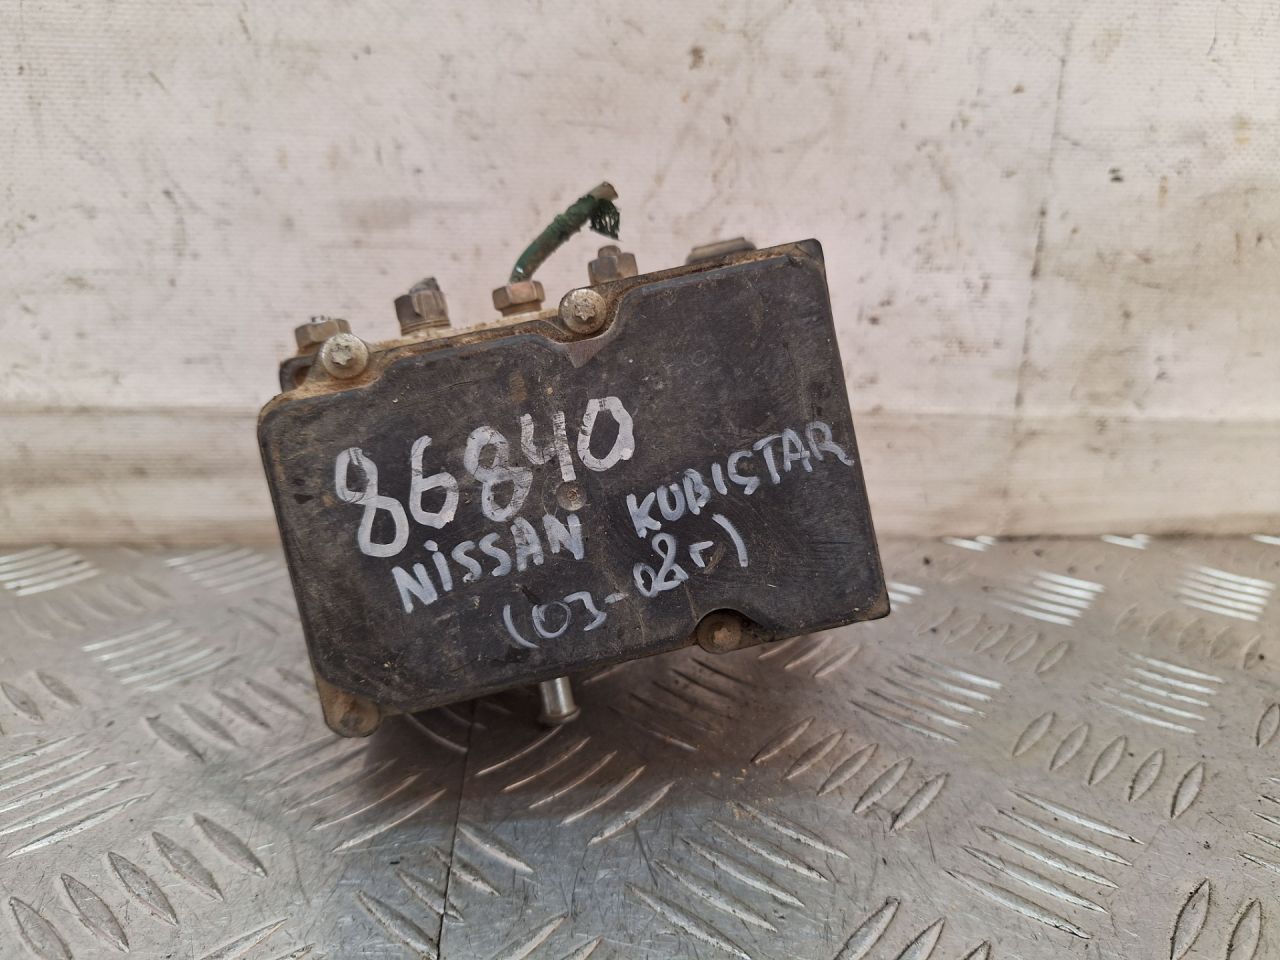 86840
NISSAN KUBISTAR
(03-08г)